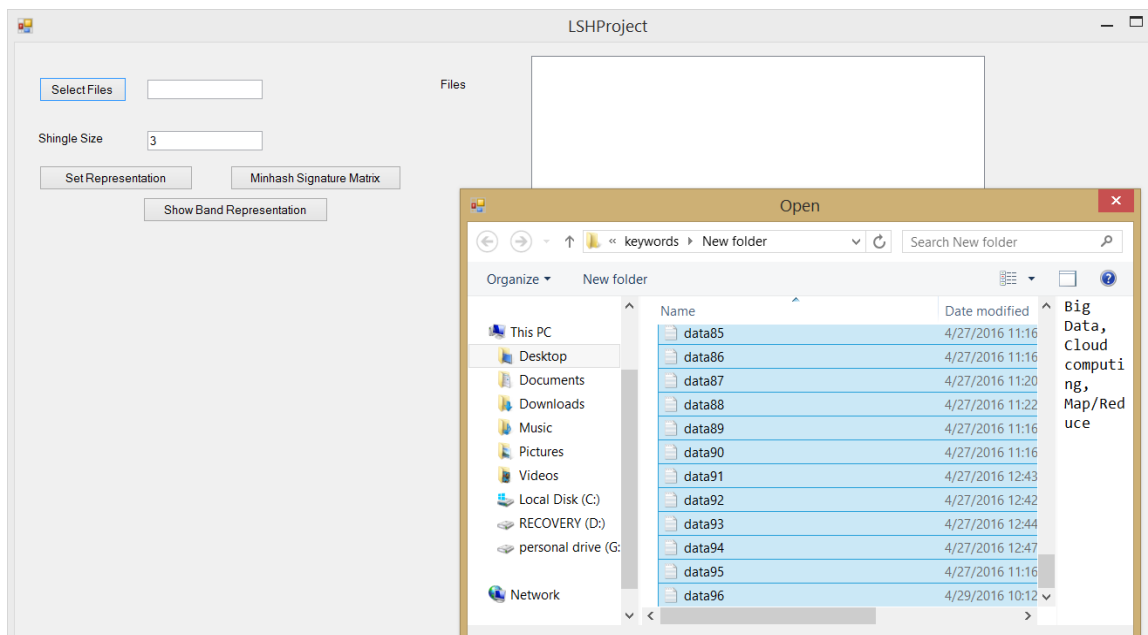 LSHProject
Select Files
Files
Shingle Size
3
Set Representation
Minhash Signature Matrix
Show Band Representation
Open
« keywords New folder
Search New folder
Organize
New folder
Name
Date modified
This PC
Desktop
Documents
Downloads
Music
Pictures
Videos
Local Disk (C:)
RECOVERY (D:)
personal drive (G:
Network
data85 4/27/2016 11:16
data86 4/27/2016 11:16
data87 4/27/2016 11:20
data88 4/27/2016 11:22
data89 4/27/2016 11:16
data90 4/27/2016 11:16
data91 4/27/2016 12:43
data92 4/27/2016 12:42
data93 4/27/2016 12:44
data94 4/27/2016 12:47
data95 4/27/2016 11:16
data96 4/29/2016 10:12
Big
Data,
Cloud
computi
ng,
Map/Red
uce